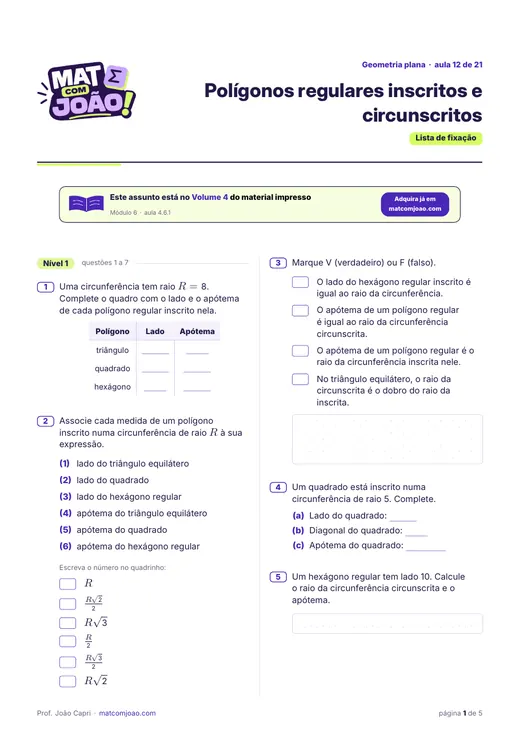 MAT Σ
COM
JOÃO!
Geometria plana · aula 12 de 21
Polígonos regulares inscritos e
circunscritos
Lista de fixação
Este assunto está no Volume 4 do material impresso
Módulo 6 · aula 4.6.1
Adquira já em
matcomjoao.com
Nível 1 questões 1 a 7
1 Uma circunferência tem raio R = 8.
Complete o quadro com o lado e o apótema
de cada polígono regular inscrito nela.
Polígono Lado Apótema
triângulo ______ _____
quadrado ______ ______
hexágono _____ ______
2 Associe cada medida de um polígono
inscrito numa circunferência de raio R à sua
expressão.
(1) lado do triângulo equilátero
(2) lado do quadrado
(3) lado do hexágono regular
(4) apótema do triângulo equilátero
(5) apótema do quadrado
(6) apótema do hexágono regular
Escreva o número no quadrinho:
R
R√2/2
R√3
R/2
R√3/2
R√2
3 Marque V (verdadeiro) ou F (falso).
O lado do hexágono regular inscrito é
igual ao raio da circunferência.
O apótema de um polígono regular
é igual ao raio da circunferência
circunscrita.
O apótema de um polígono regular é o
raio da circunferência inscrita nele.
No triângulo equilátero, o raio da
circunscrita é o dobro do raio da
inscrita.
4 Um quadrado está inscrito numa
circunferência de raio 5. Complete.
(a) Lado do quadrado: ______
(b) Diagonal do quadrado: _____
(c) Apótema do quadrado: _________
5 Um hexágono regular tem lado 10. Calcule
o raio da circunferência circunscrita e o
apótema.
Prof. João Capri · matcomjoao.com
página 1 de 5